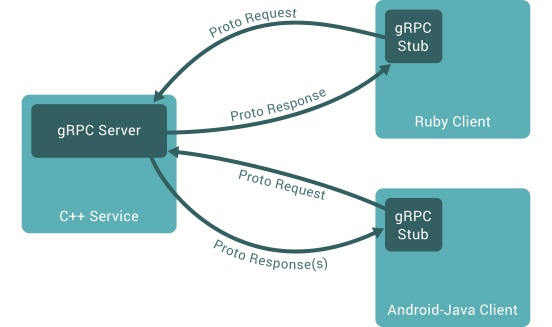 Proto Request
gRPC
Stub
Proto Response
Ruby Client
gRPC Server
C++ Service
Proto Request
gRPC
Stub
Proto Response(s)
Android-Java Client